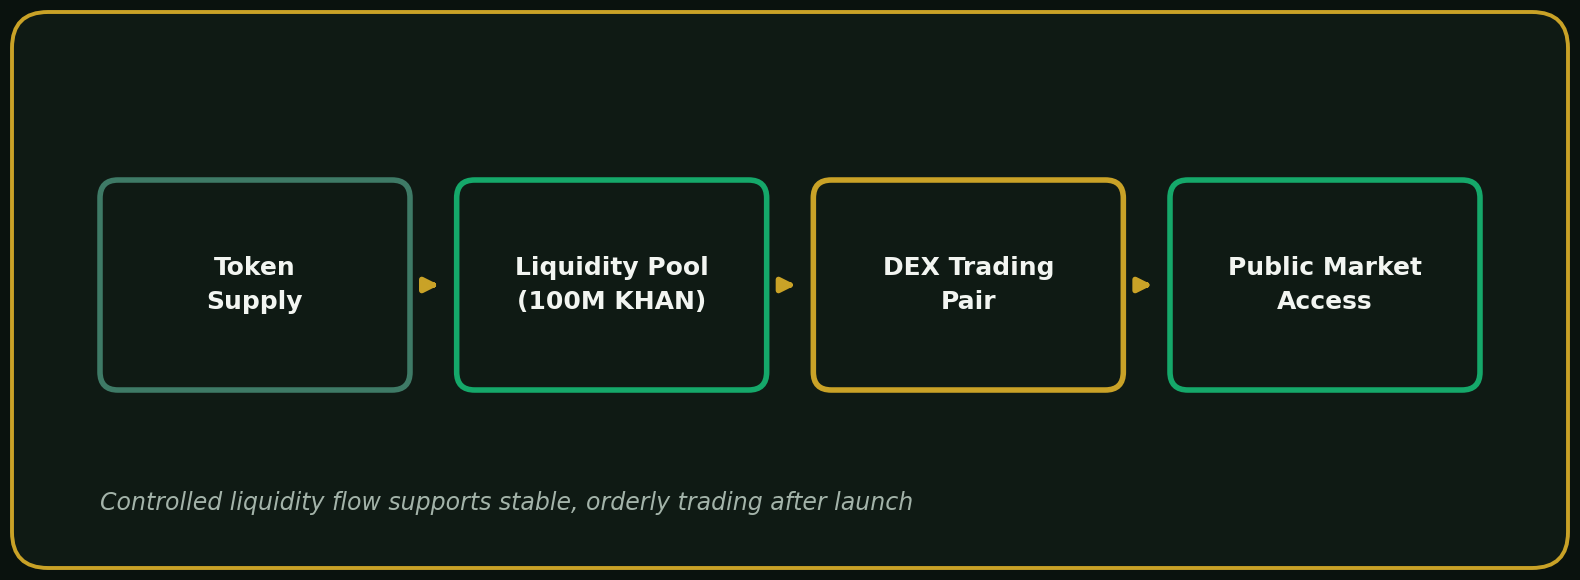 Token
Supply
Liquidity Pool
(100M KHAN)
DEX Trading
Pair
Public Market
Access
Controlled liquidity flow supports stable, orderly trading after launch